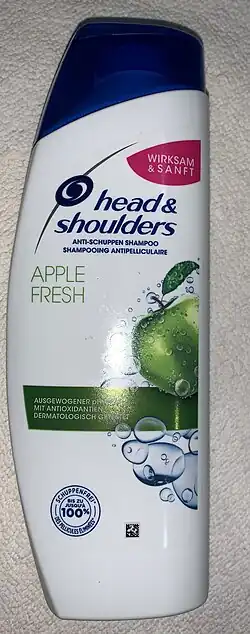 WIRKSAM
& SANFT
head &
shoulders
ANTI-SCHUPPEN SHAMPOO
SHAMPOOING ANTIPELLICULAIRE
APPLE
FRESH
AUSGEWOGENER
MIT ANTIOXIDANTIEN
DERMATOLOGISCH
SCHUPPENFREI*
BIS ZU
JUSQU'À
100%